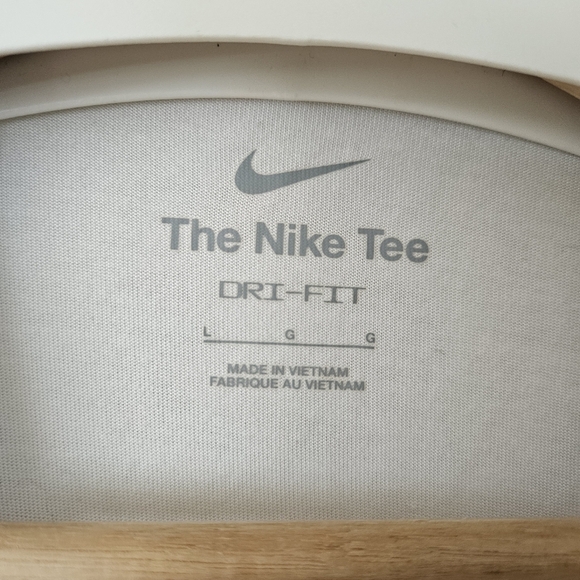 The Nike Tee
DRI-FIT
L G G
MADE IN VIETNAM
FABRIQUE AU VIETNAM